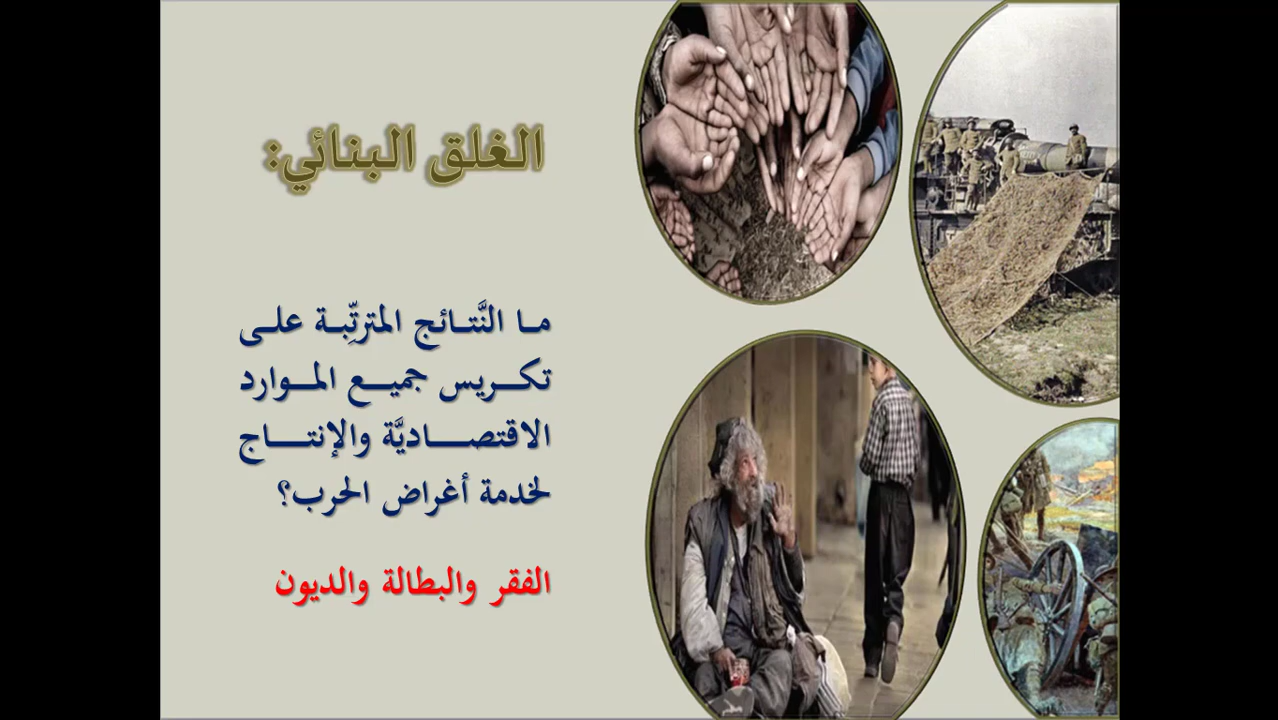 الغلق البنائي:
ما النَّتائج المترتِّبة على
تكريس جميع الموارد
الاقتصاديَّة والإنتاج
لخدمة أغراض الحرب؟
الفقر والبطالة والديون